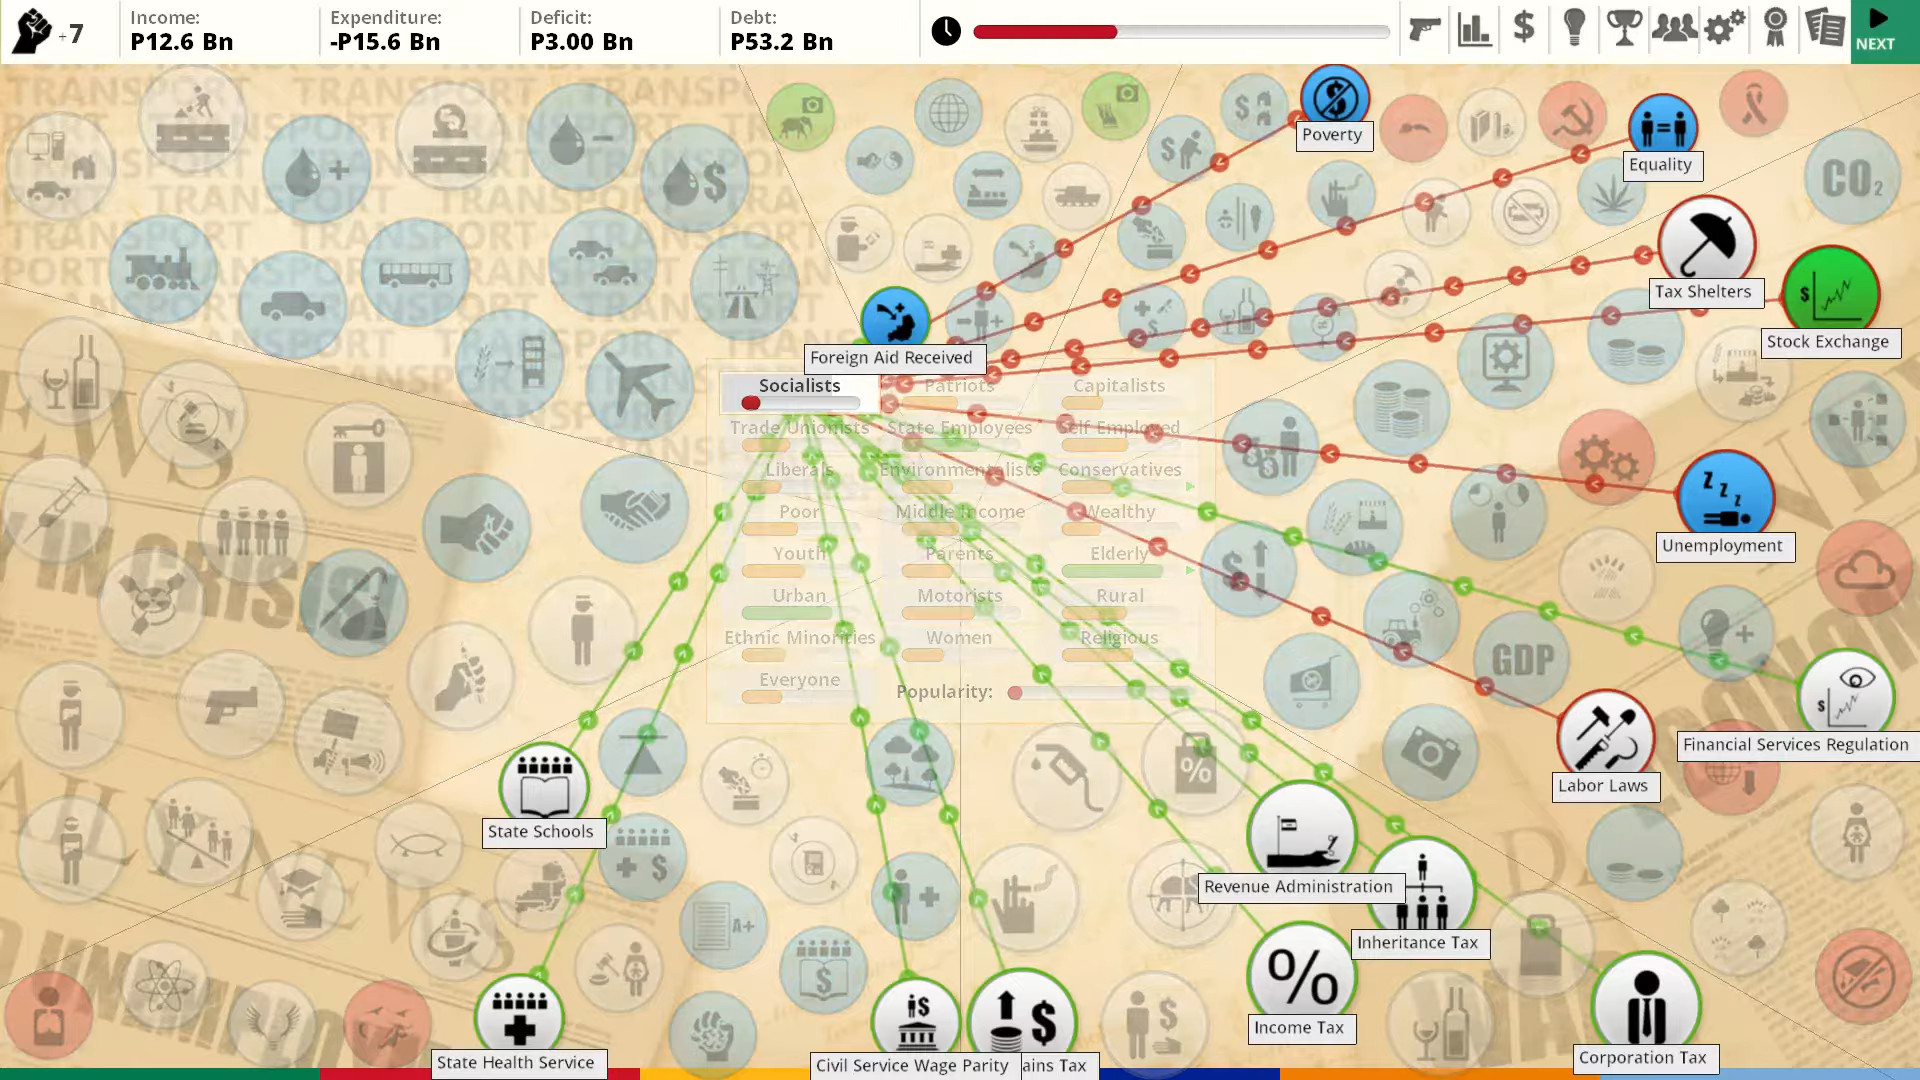 +7
Income:
P12.6 Bn
Expenditure:
-P15.6 Bn
Deficit:
P3.00 Bn
Debt:
P53.2 Bn
NEXT
TRANSPORT TRANSPORT
Poverty
Equality
CO2
Tax Shelters
Stock Exchange
Foreign Aid Received
Socialists
Patriots
Capitalists
Trade Unionists
State Employees
Self Employed
Liberals
Environmentalists
Conservatives
Poor
Middle Income
Wealthy
Youth
Parents
Elderly
Urban
Motorists
Rural
Ethnic Minorities
Women
Religious
Everyone
Popularity:
Unemployment
GDP
Financial Services Regulation
Labor Laws
State Schools
Revenue Administration
Inheritance Tax
Income Tax
Corporation Tax
State Health Service
Civil Service Wage Parity
ains Tax